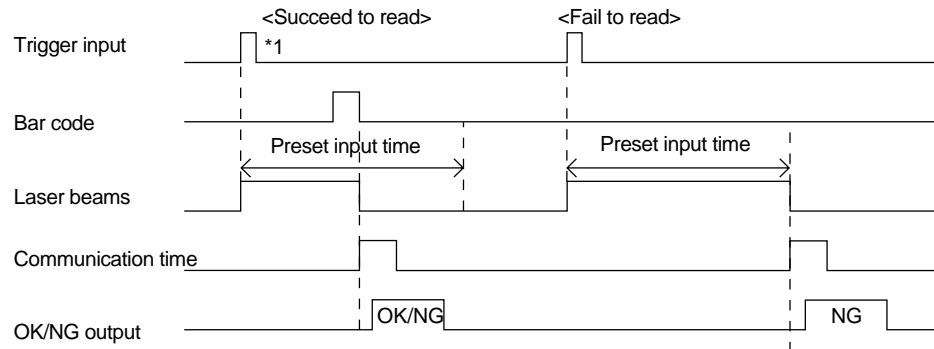 <Succeed to read> <Fail to read>
Trigger input *1
Bar code
Preset input time Preset input time
Laser beams
Communication time
OK/NG output OK/NG NG